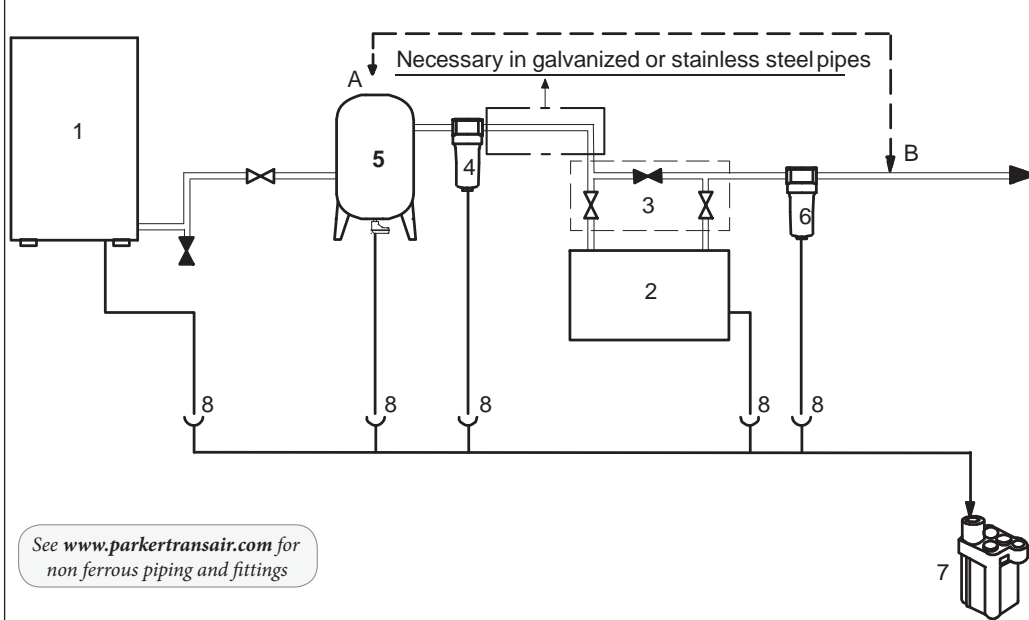 Necessary in galvanized or stainless steel pipes
A
1
5
4
B
3
6
2
8
8
8
8
8
See www.parkertransair.com for
non ferrous piping and fittings
7